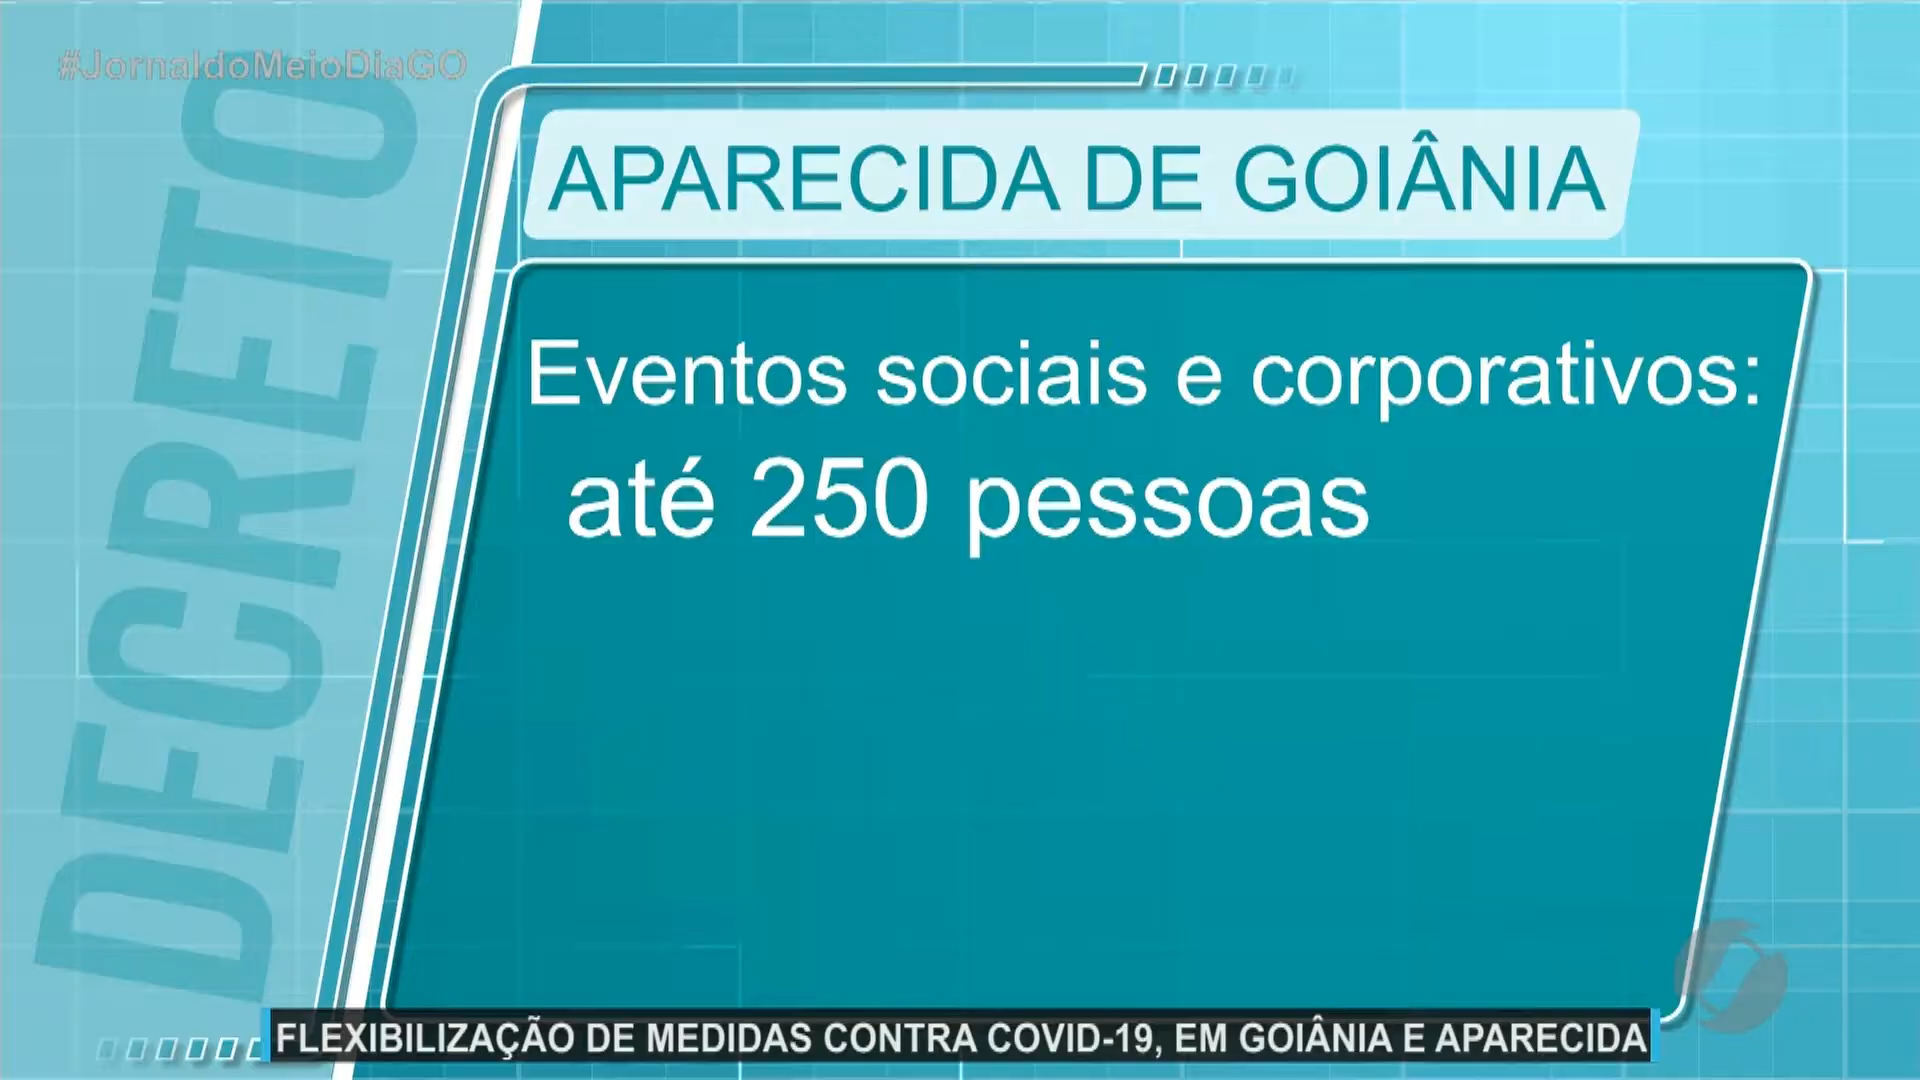 #JornaldoMeioDiaGO
DECRETO
APARECIDA DE GOIÂNIA
Eventos sociais e corporativos:
até 250 pessoas
FLEXIBILIZAÇÃO DE MEDIDAS CONTRA COVID-19, EM GOIÂNIA E APARECIDA